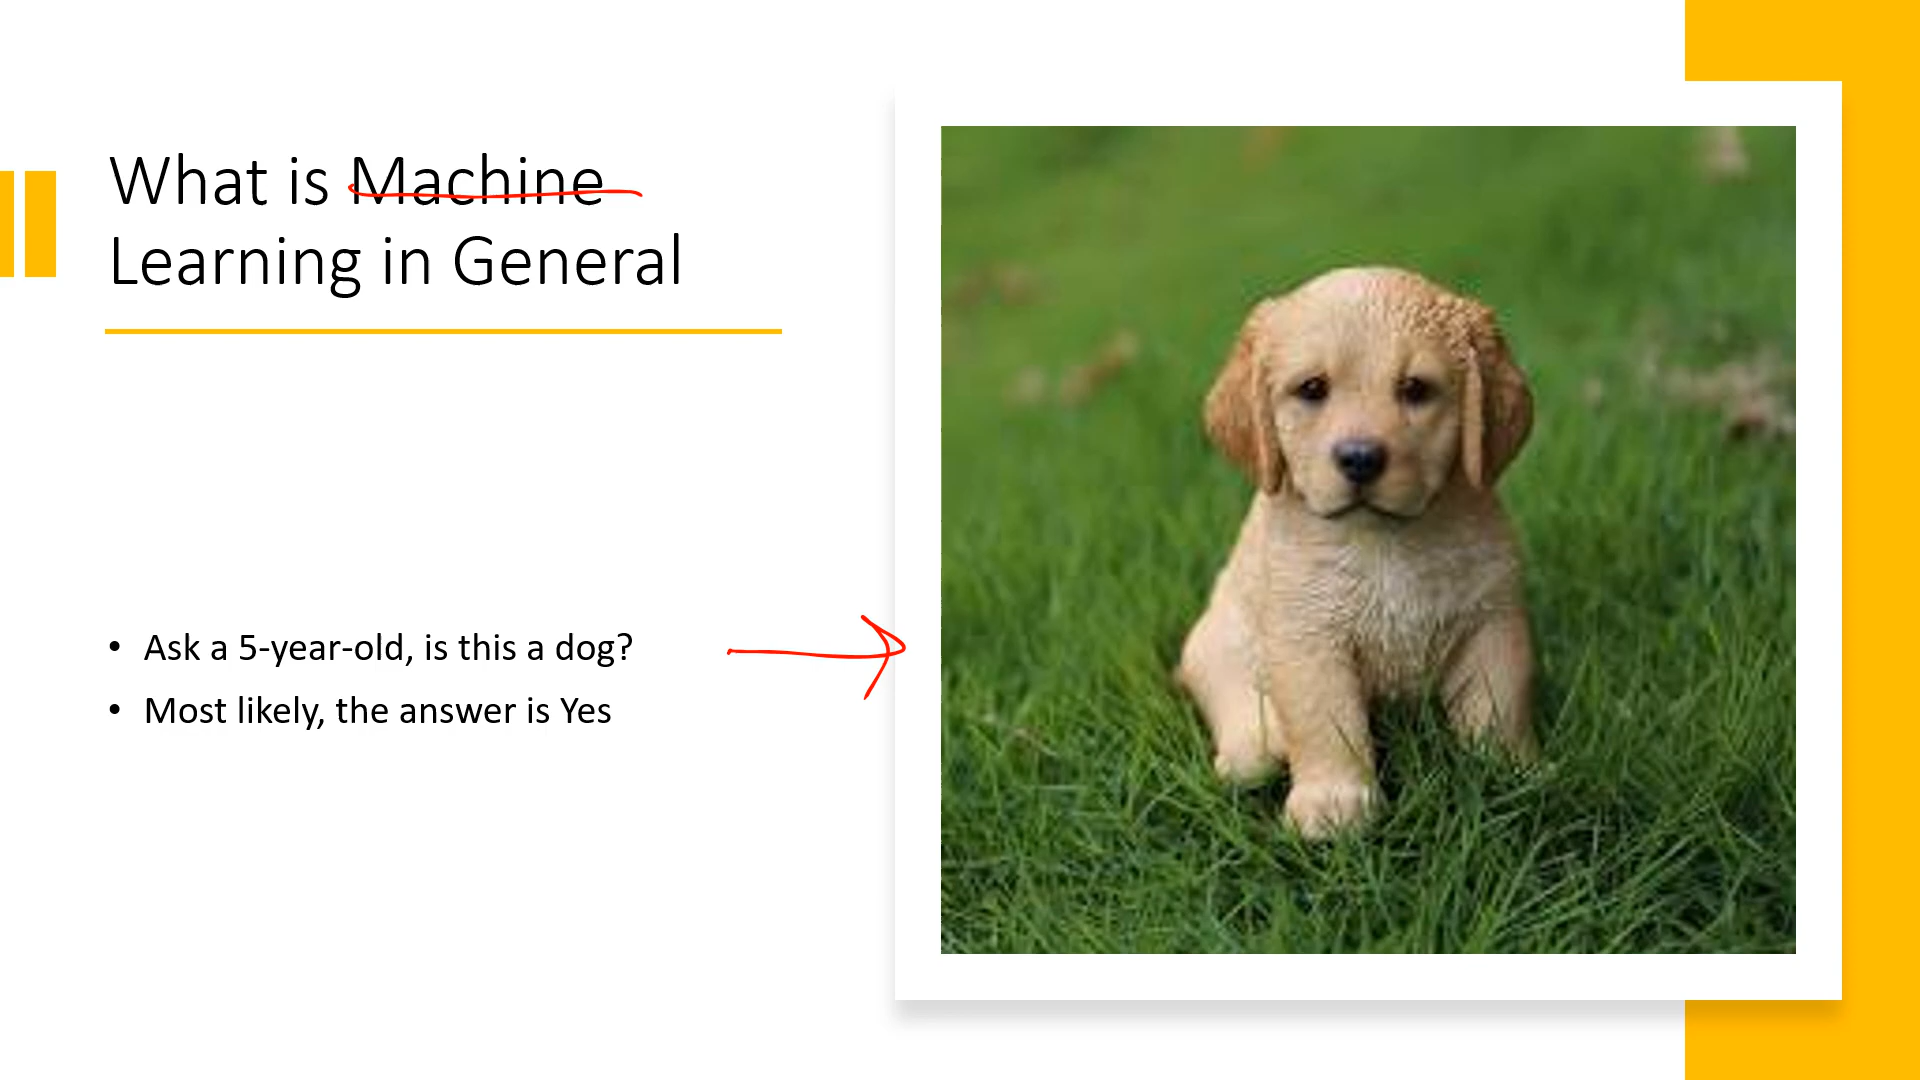 What is Machine
Learning in General
• Ask a 5-year-old, is this a dog?
• Most likely, the answer is Yes